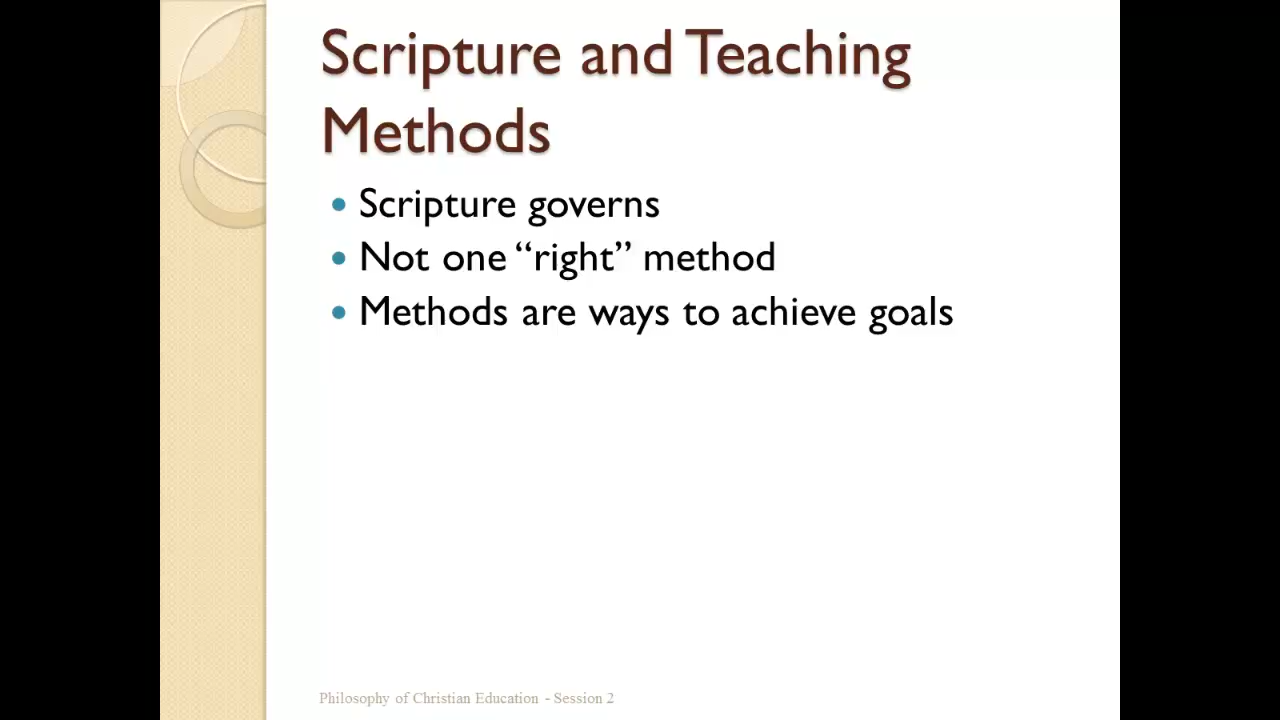 Scripture and Teaching
Methods
• Scripture governs
• Not one “right” method
• Methods are ways to achieve goals
Philosophy of Christian Education - Session 2